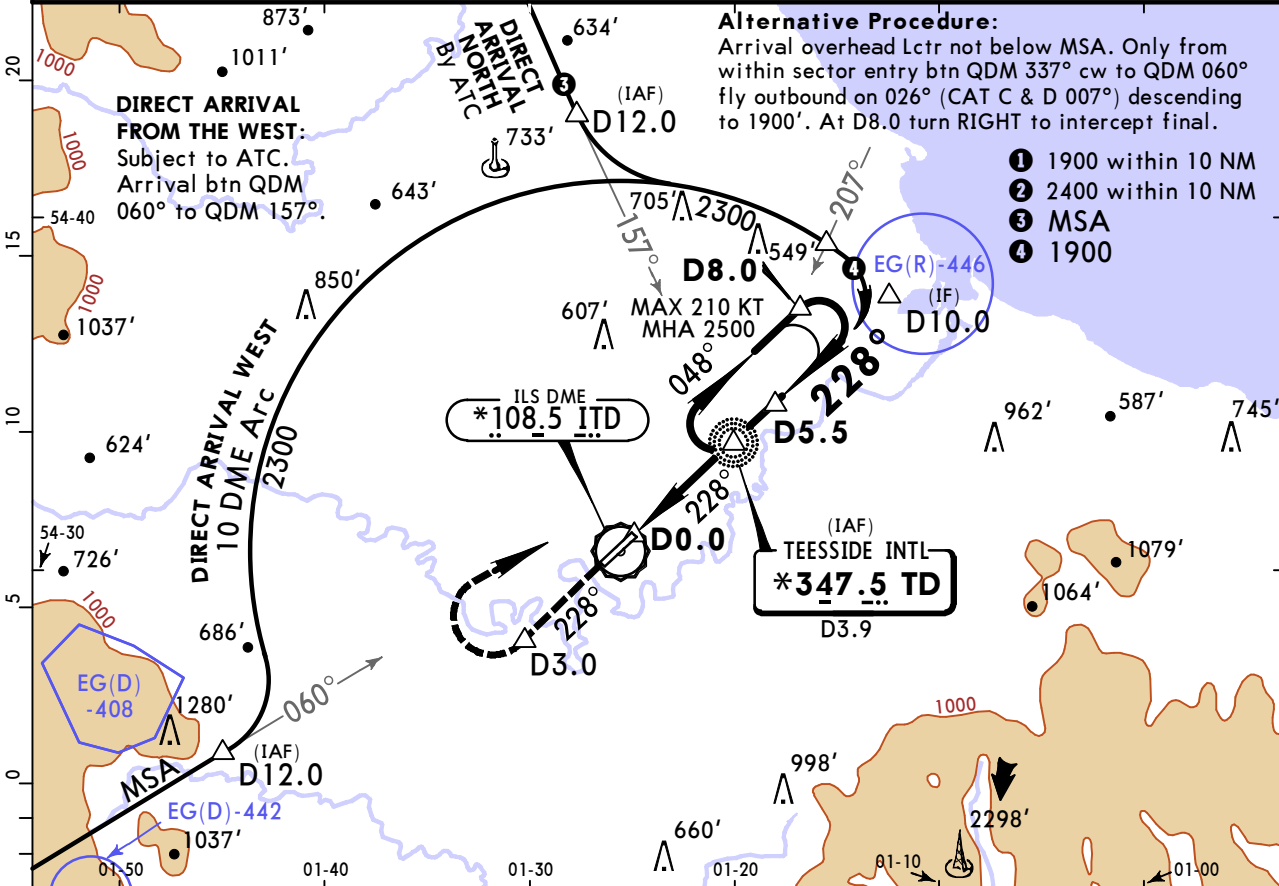 Alternative Procedure:
Arrival overhead Lctr not below MSA. Only from
within sector entry btn QDM 337° cw to QDM 060°
fly outbound on 026° (CAT C & D 007°) descending
to 1900'. At D8.0 turn RIGHT to intercept final.
1 1900 within 10 NM
2 2400 within 10 NM
3 MSA
4 1900
873'
1000
1011'
20
DIRECT ARRIVAL
FROM THE WEST:
Subject to ATC.
Arrival btn QDM
060° to QDM 157°.
DIRECT
ARRIVAL
NORTH
By ATC
634'
3
(IAF)
D12.0
733'
1000
643'
54-40
15
705'
2300
157°
207°
549'
4
EG(R)-446
(IF)
D10.0
D8.0
MAX 210 KT
MHA 2500
850'
607'
1000
1037'
048°
228°
DIRECT ARRIVAL WEST
10 DME Arc
2300
ILS DME
*108.5 ITD
D5.5
962'
587'
745'
10
624'
228°
D0.0
(IAF)
TEESSIDE INTL
*347.5 TD
D3.9
54-30
726'
1079'
1064'
5
1000
686'
228°
D3.0
EG(D)
-408
1280'
060°
(IAF)
D12.0
MSA
0
EG(D)-442
1037'
1000
998'
660'
2298'
01-50
01-40
01-30
01-20
01-10
01-00